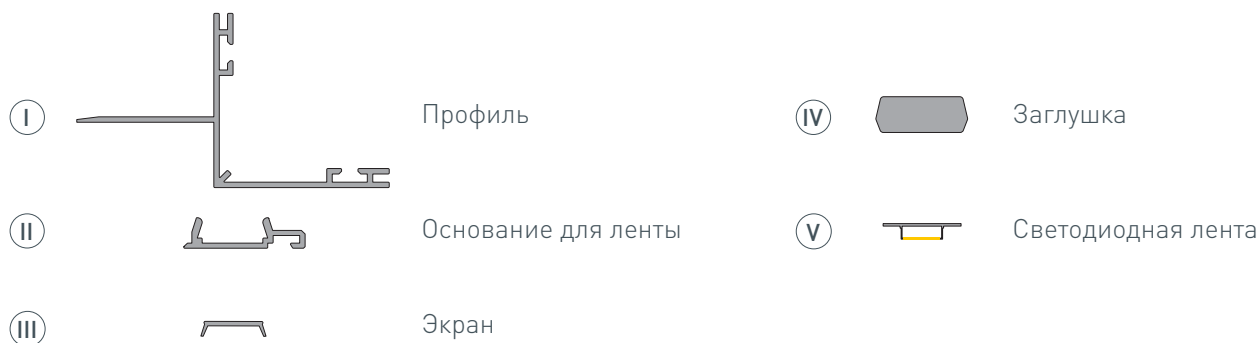 I Профиль
II Основание для ленты
III Экран
IV Заглушка
V Светодиодная лента